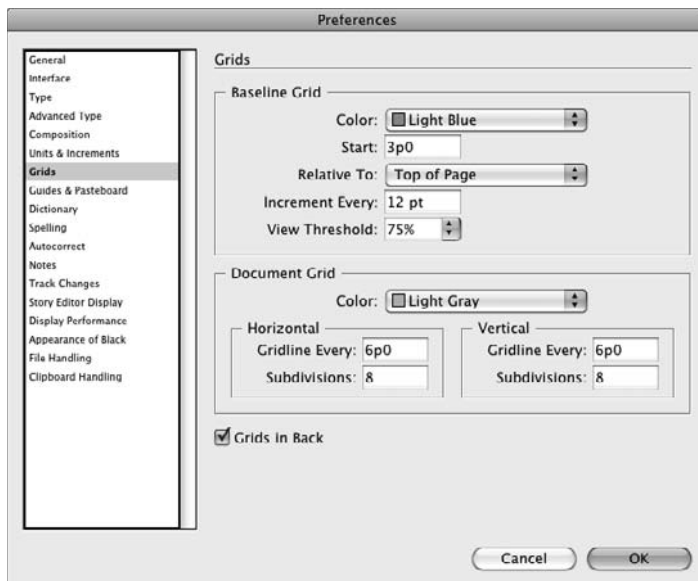 Preferences
General
Interface
Type
Advanced Type
Composition
Units & Increments
Grids
Guides & Pasteboard
Dictionary
Spelling
Autocorrect
Notes
Track Changes
Story Editor Display
Display Performance
Appearance of Black
File Handling
Clipboard Handling
Grids
Baseline Grid
Color: Light Blue
Start: 3p0
Relative To: Top of Page
Increment Every: 12 pt
View Threshold: 75%
Document Grid
Color: Light Gray
Horizontal
Gridline Every: 6p0
Subdivisions: 8
Vertical
Gridline Every: 6p0
Subdivisions: 8
Grids in Back
Cancel
OK